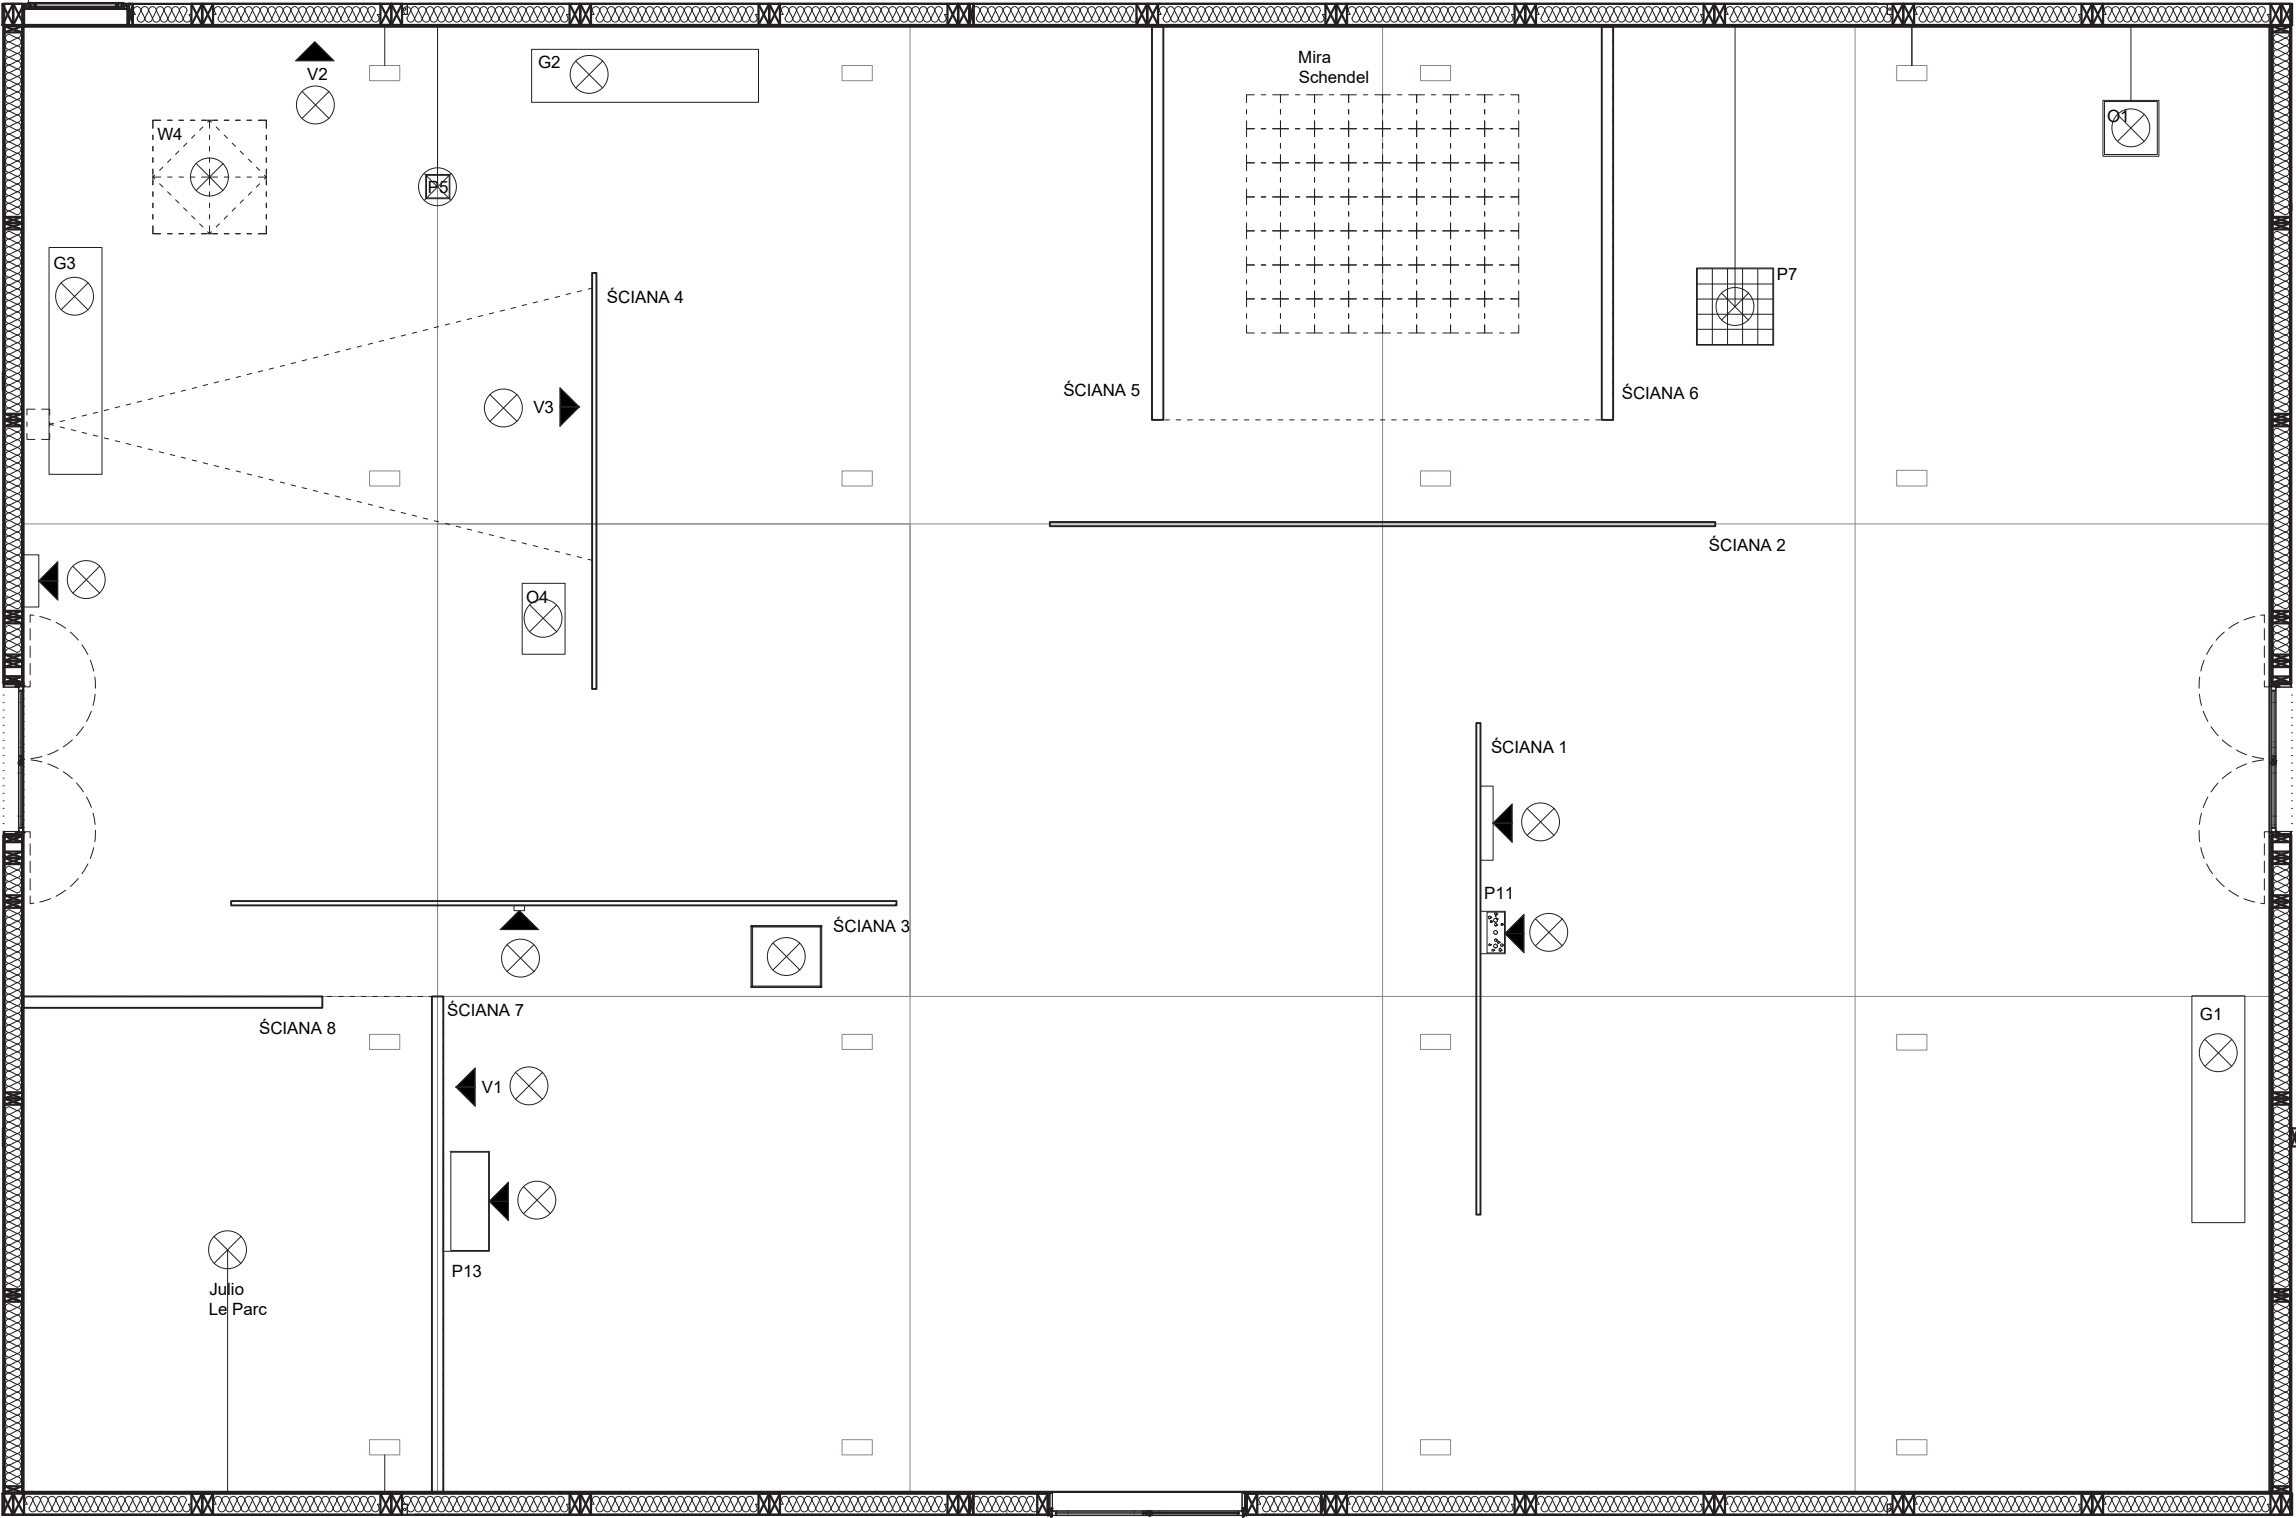 V2
G2
Mira
Schendel
W4
O1
P5
G3
P7
ŚCIANA 4
ŚCIANA 5
ŚCIANA 6
V3
ŚCIANA 2
O4
ŚCIANA 1
P11
ŚCIANA 3
ŚCIANA 7
ŚCIANA 8
G1
V1
P13
Julio
Le Parc